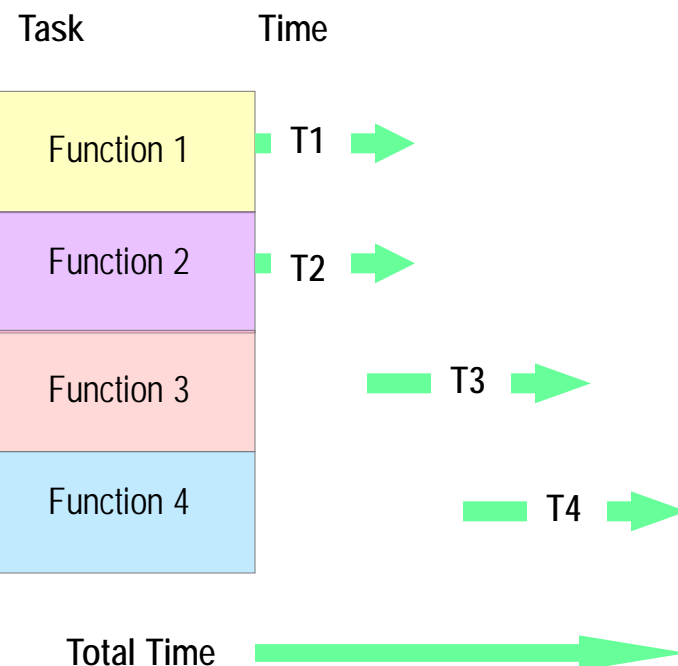 Task Time
Function 1 T1
Function 2 T2
Function 3 T3
Function 4 T4
Total Time